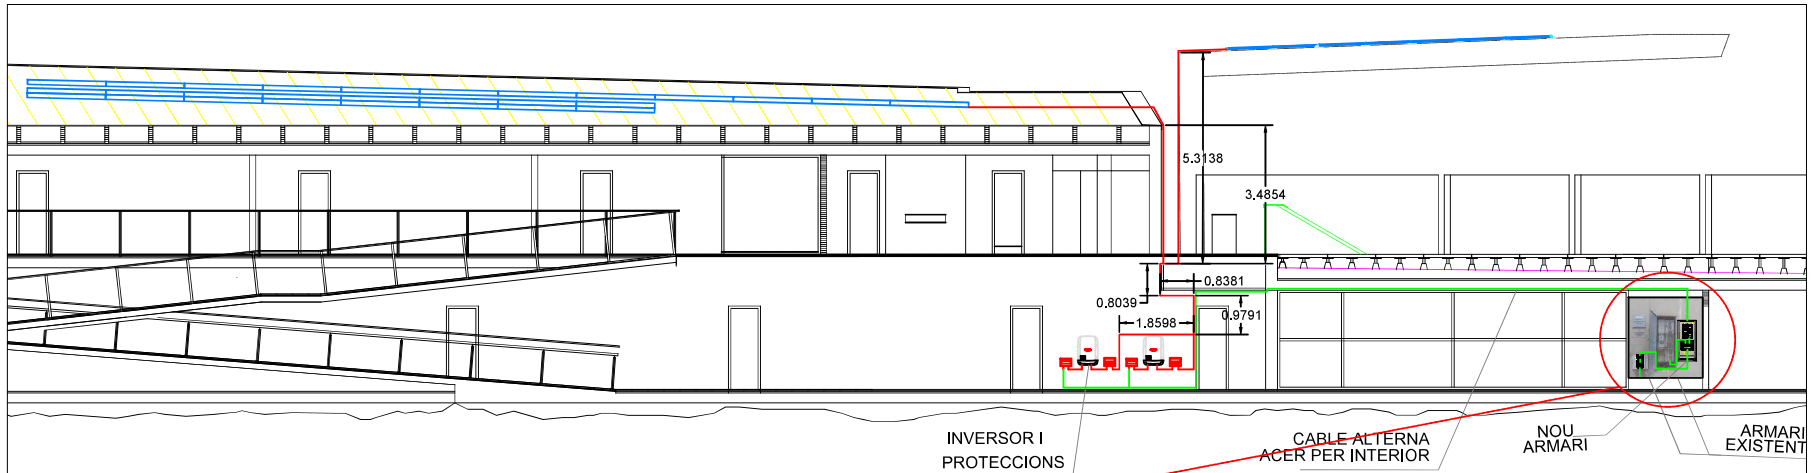 5.3138
3.4854
0.8381
0.8039
0.9791
1.8598
INVERSOR I
PROTECCIONS
CABLE ALTERNA
ACER PER INTERIOR
NOU
ARMARI
ARMARI
EXISTENT